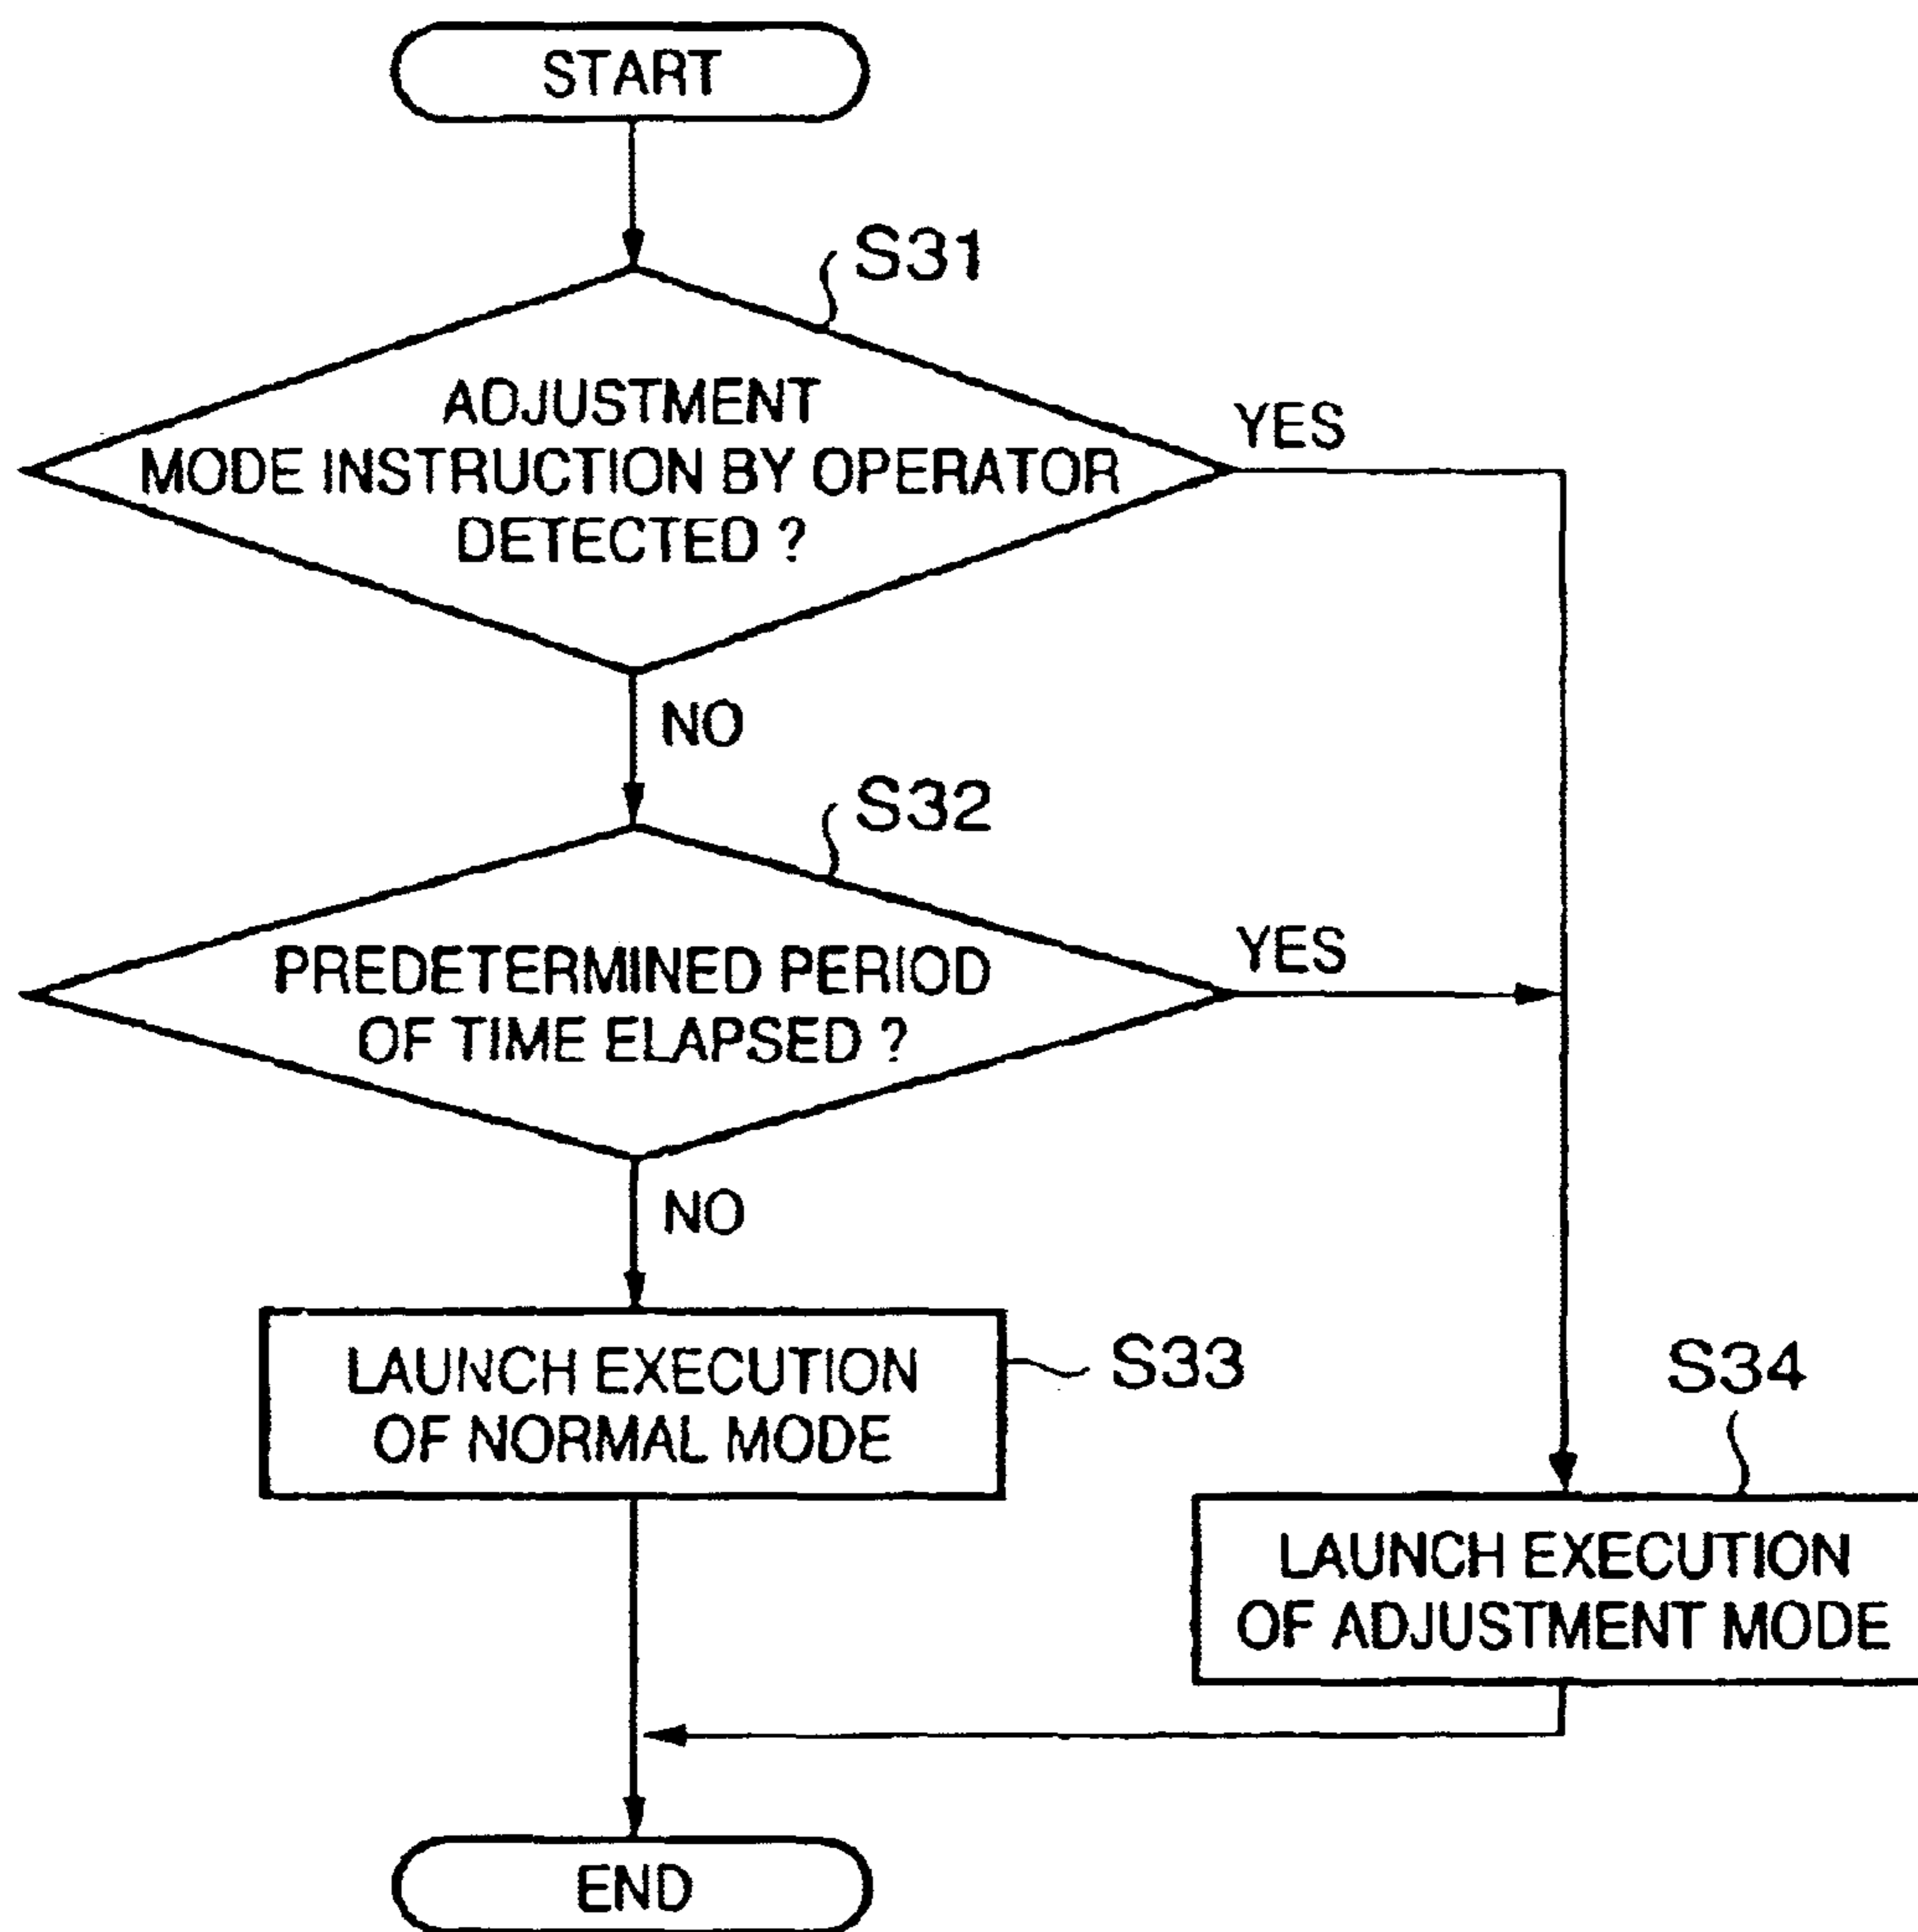 START
S31
ADJUSTMENT
MODE INSTRUCTION BY OPERATOR
DETECTED ?
YES
NO
S32
PREDETERMINED PERIOD
OF TIME ELAPSED ?
YES
NO
LAUNCH EXECUTION
OF NORMAL MODE
S33
S34
LAUNCH EXECUTION
OF ADJUSTMENT MODE
END